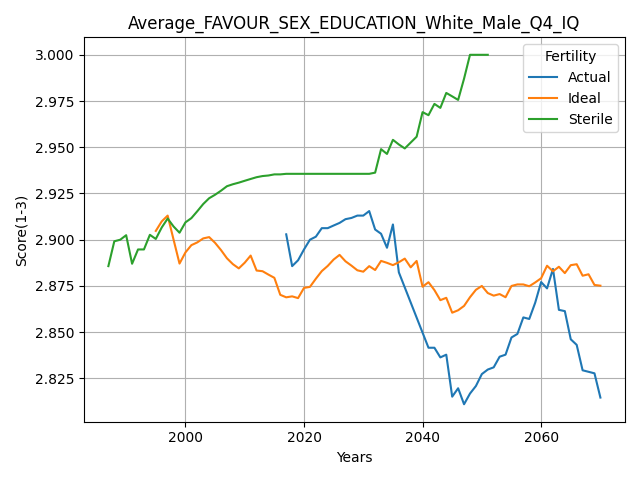 Average_FAVOUR_SEX_EDUCATION_White_Male_Q4_IQ
Score(1-3)
3.000
2.975
2.950
2.925
2.900
2.875
2.850
2.825
Fertility
Actual
Ideal
Sterile
2000
2020
2040
2060
Years